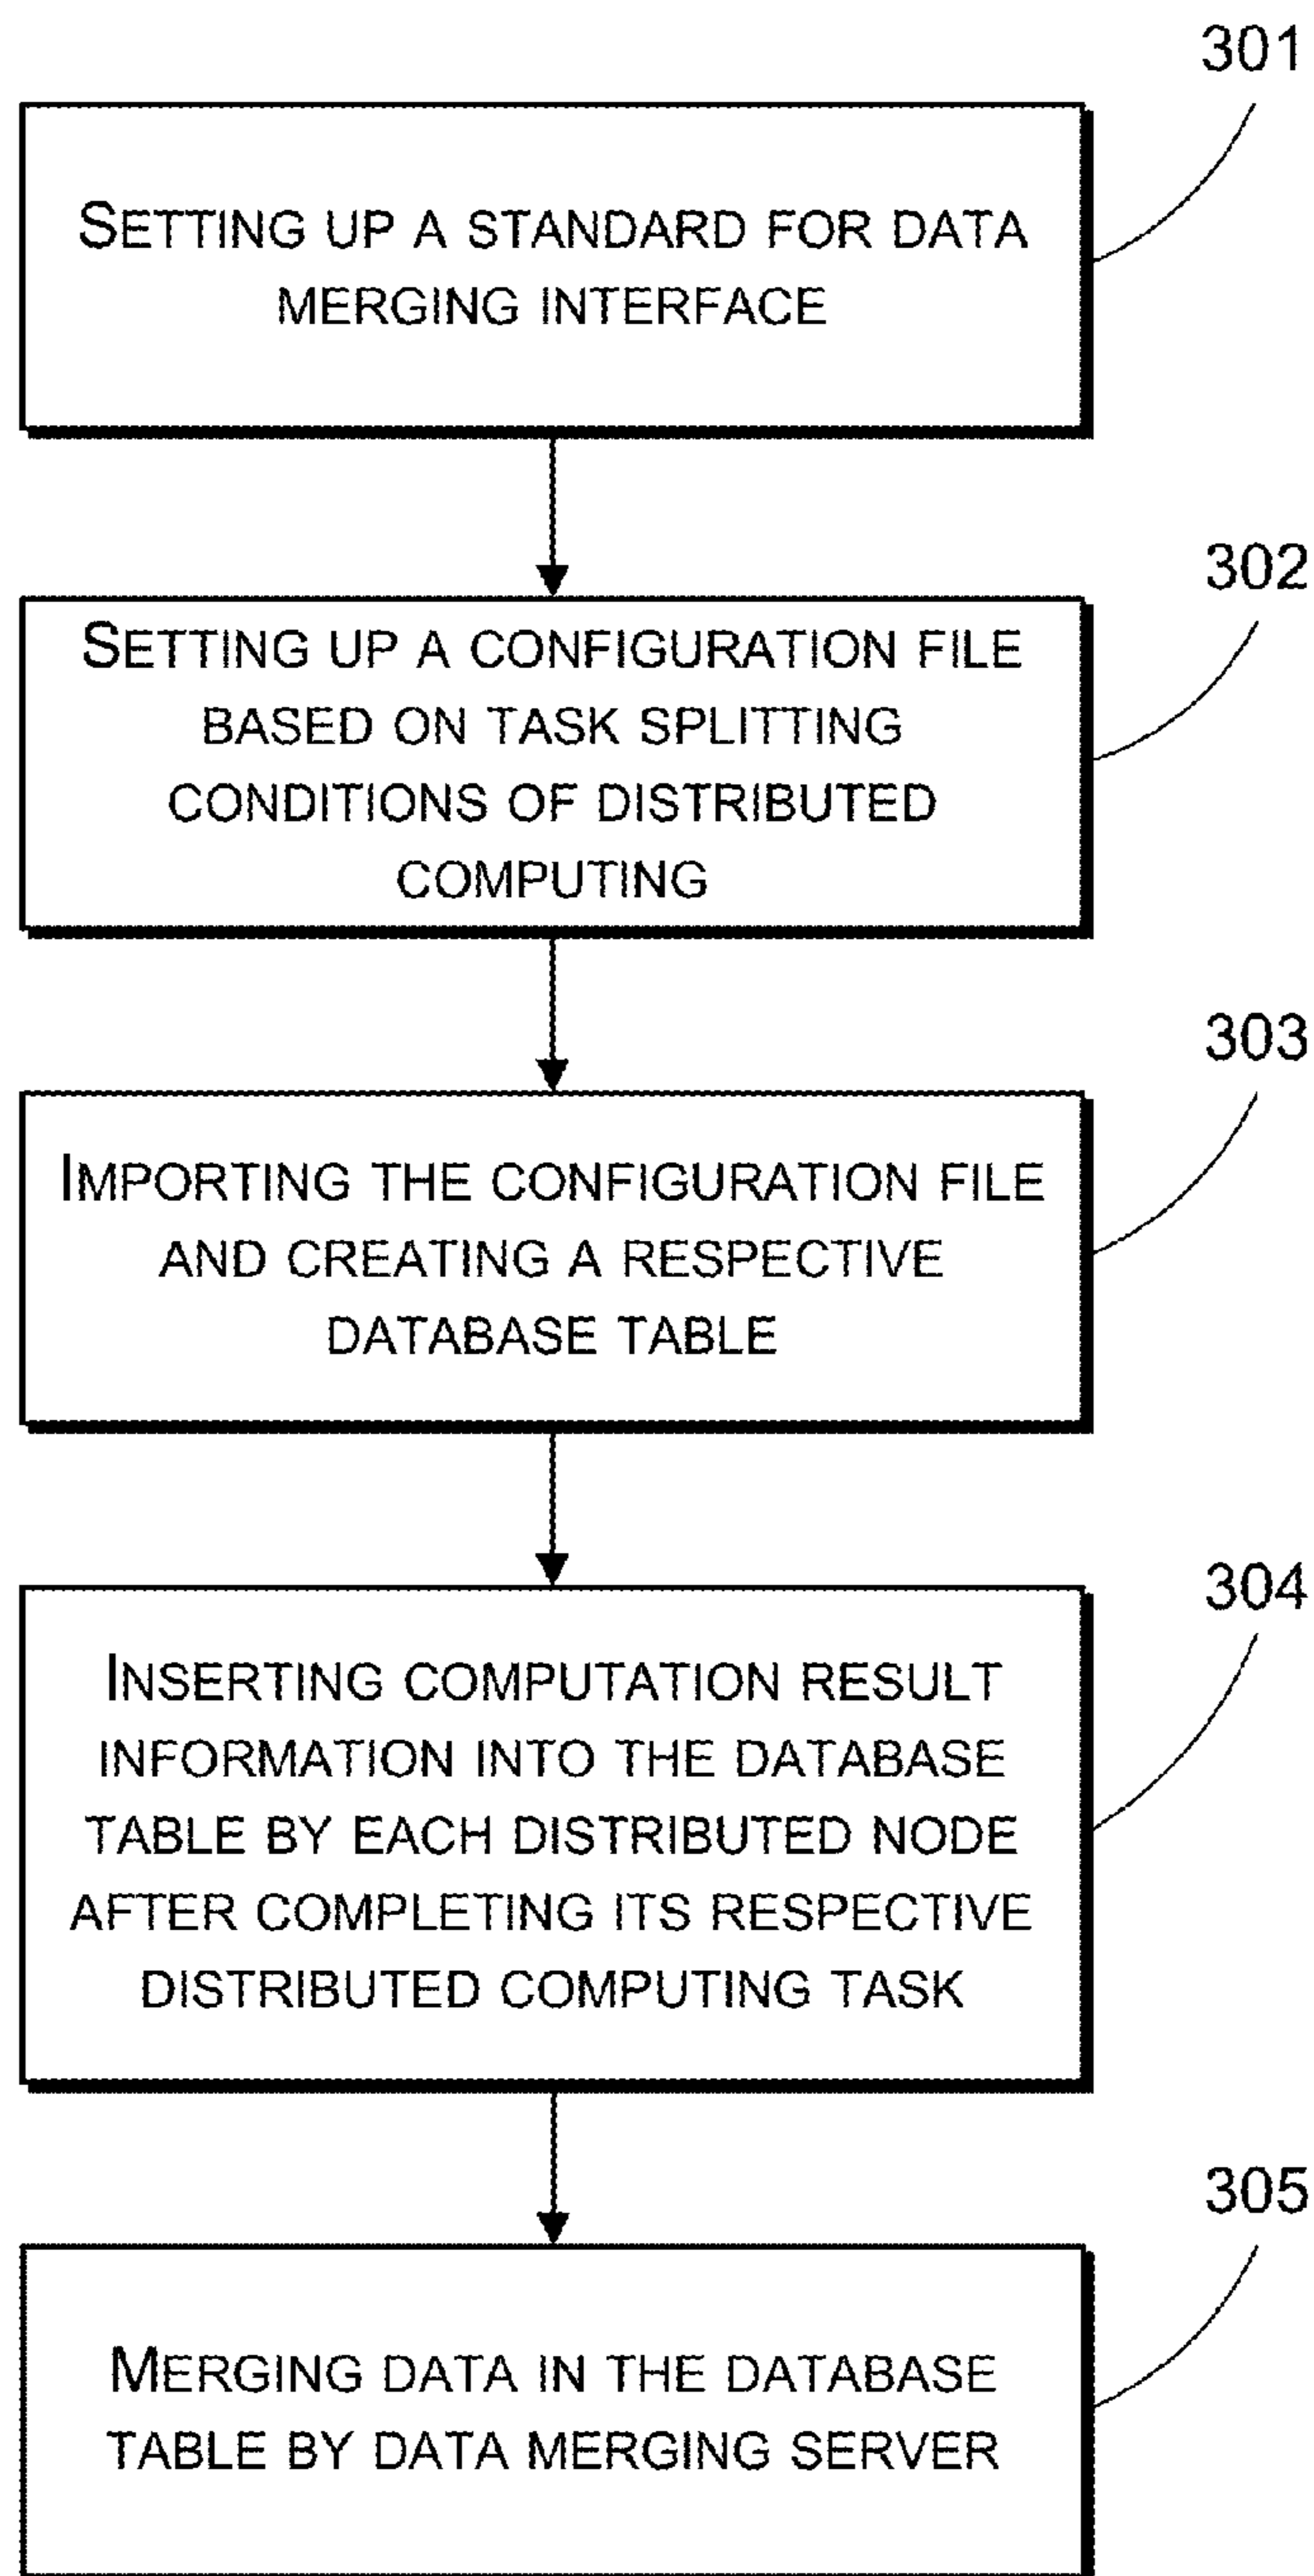 301
SETTING UP A STANDARD FOR DATA
MERGING INTERFACE
302
SETTING UP A CONFIGURATION FILE
BASED ON TASK SPLITTING
CONDITIONS OF DISTRIBUTED
COMPUTING
303
IMPORTING THE CONFIGURATION FILE
AND CREATING A RESPECTIVE
DATABASE TABLE
304
INSERTING COMPUTATION RESULT
INFORMATION INTO THE DATABASE
TABLE BY EACH DISTRIBUTED NODE
AFTER COMPLETING ITS RESPECTIVE
DISTRIBUTED COMPUTING TASK
305
MERGING DATA IN THE DATABASE
TABLE BY DATA MERGING SERVER